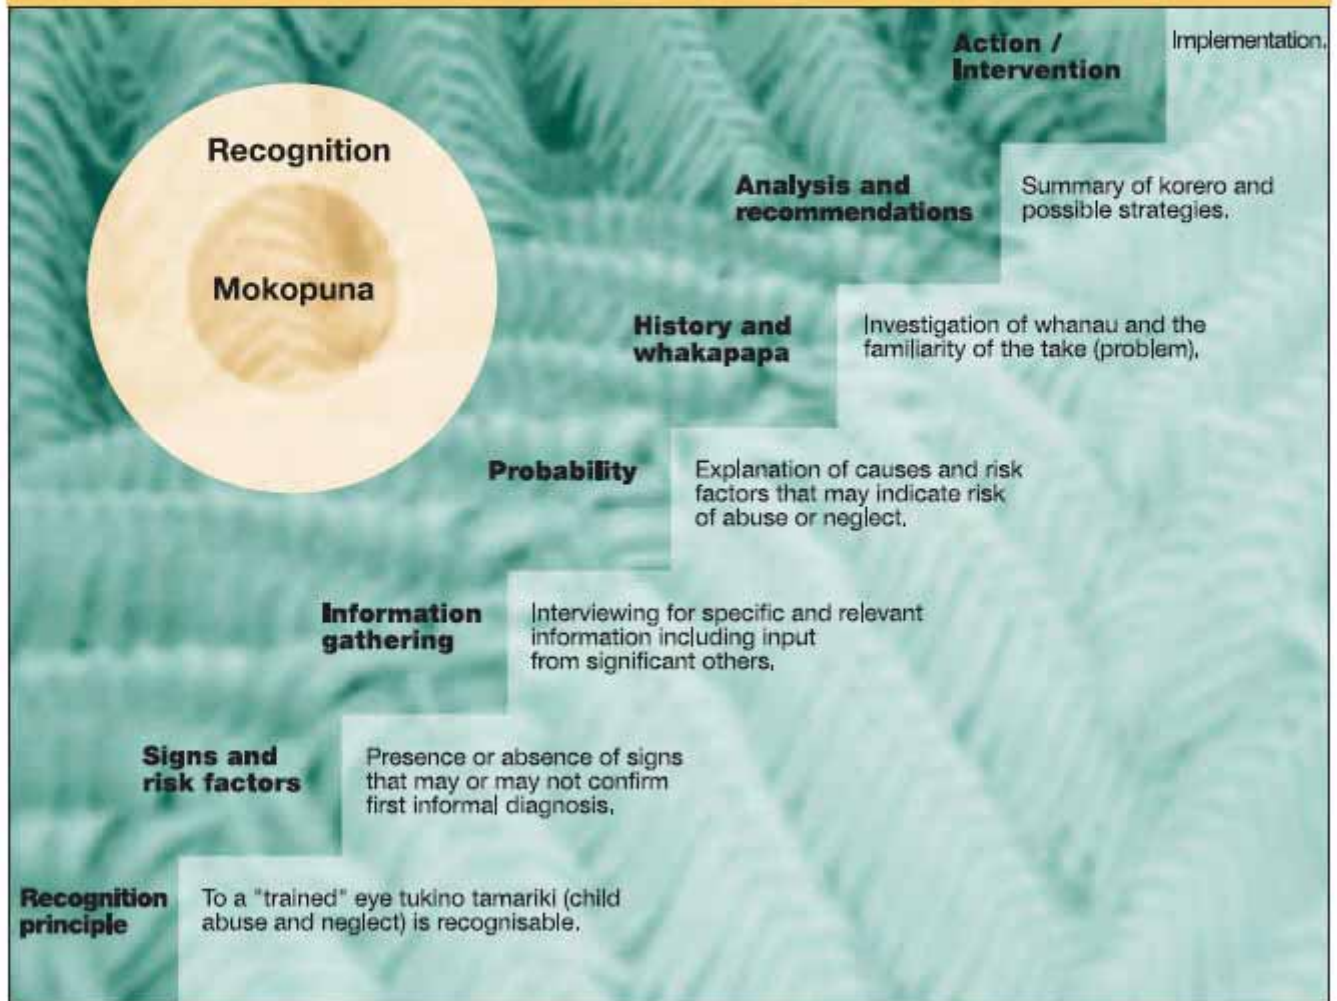 Action /
Intervention
Implementation.
Recognition
Mokopuna
Analysis and
recommendations
Summary of korero and
possible strategies.
History and
whakapapa
Investigation of whanau and the
familiarity of the take (problem).
Probability
Explanation of causes and risk
factors that may indicate risk
of abuse or neglect.
Information
gathering
Interviewing for specific and relevant
information including input
from significant others.
Signs and
risk factors
Presence or absence of signs
that may or may not confirm
first informal diagnosis.
Recognition
principle
To a "trained" eye tukino tamariki (child
abuse and neglect) is recognisable.